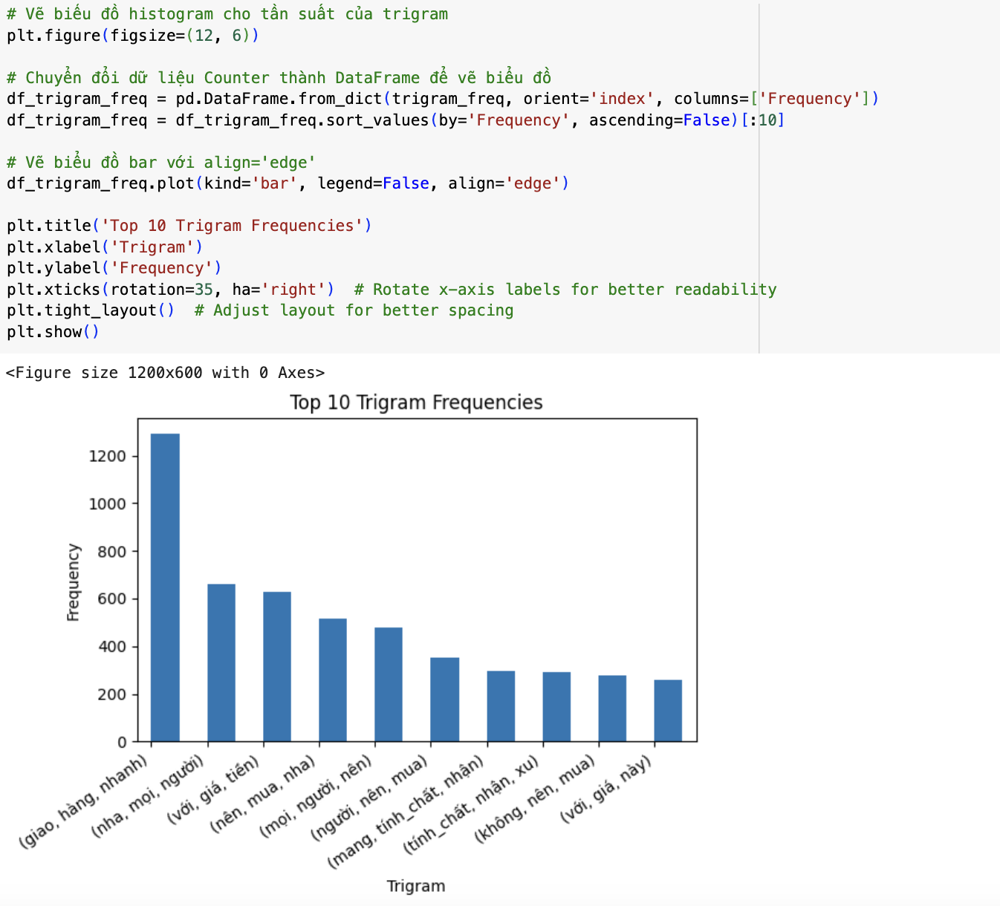 # Vẽ biếu đồ histogram cho tần suất của trigram
plt.figure(figsize=(12, 6))
# Chuyển đổi dữ liệu Counter thành DataFrame để vẽ biểu đồ
df_trigram_freq = pd.DataFrame.from_dict(trigram_freq, orient='index', columns=['Frequency'])
df_trigram_freq = df_trigram_freq.sort_values(by='Frequency', ascending=False)[:10]
# Vẽ biểu đồ bar với align='edge'
df_trigram_freq.plot(kind='bar', legend=False, align='edge')
plt.title('Top 10 Trigram Frequencies')
plt.xlabel('Trigram')
plt.ylabel('Frequency')
plt.xticks(rotation=35, ha='right')  # Rotate x-axis labels for better readability
plt.tight_layout()  # Adjust layout for better spacing
plt.show()
<Figure size 1200x600 with 0 Axes>
Top 10 Trigram Frequencies
Frequency
1200
1000
800
600
400
200
0
(giao, hàng, nhanh)
(nha, mọi, người)
(với, giá, tiền)
(nên, mua, nha)
(mọi, người, nên)
(người, nên, mua)
(mang, tính_chất, nhận)
(tính_chất, nhận, xu)
(không, nên, mua)
(với, giá, này)
Trigram